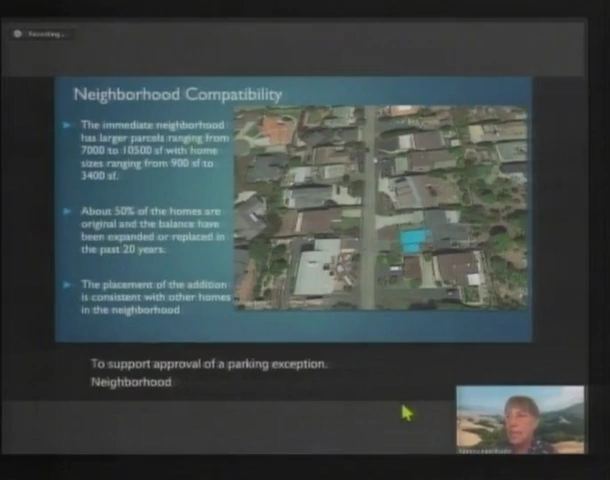 Recording...
Neighborhood Compatibility
The immediate neighborhood
has larger parcels ranging from
7000 to 10500 sf with home
sizes ranging from 900 sf to
3400 sf.
About 50% of the homes are
original and the balance have
been expanded or replaced in
the past 20 years.
The placement of the addition
is consistent with other homes
in the neighborhood
To support approval of a parking exception.
Neighborhood